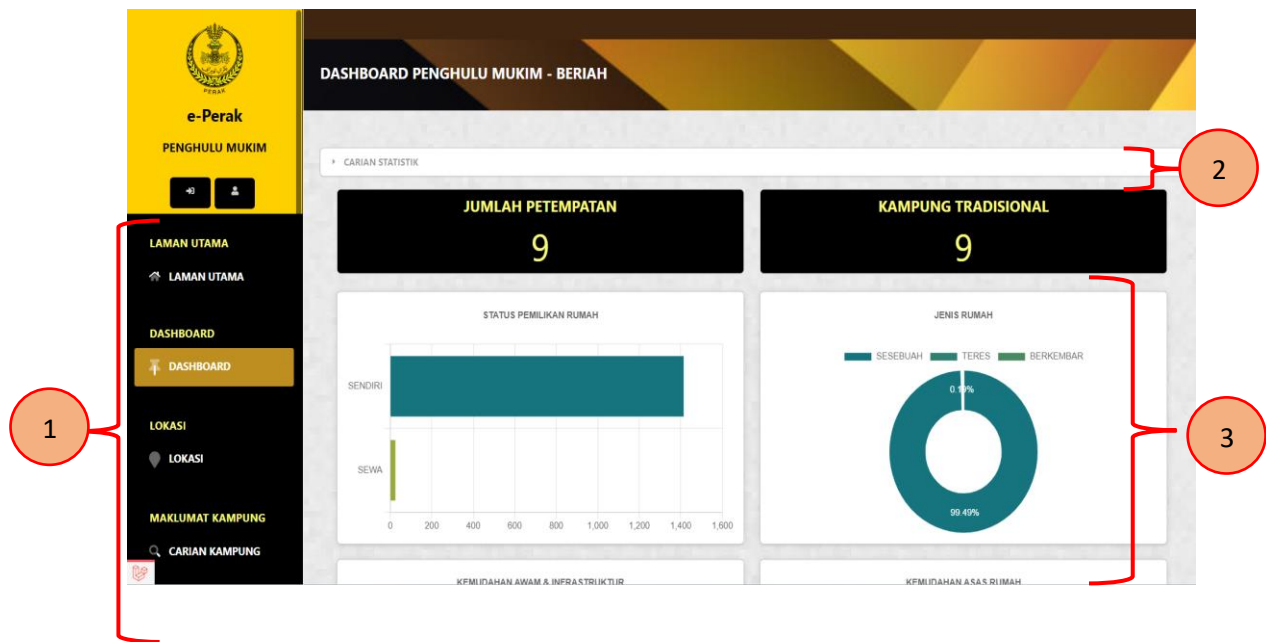 PERAK
e-Perak
PENGHULU MUKIM
LAMAN UTAMA
LAMAN UTAMA
DASHBOARD
DASHBOARD
LOKASI
LOKASI
MAKLUMAT KAMPUNG
CARIAN KAMPUNG
1
DASHBOARD PENGHULU MUKIM - BERIAH
CARIAN STATISTIK
2
JUMLAH PETEMPATAN
9
KAMPUNG TRADISIONAL
9
STATUS PEMILIKAN RUMAH
SENDIRI
SEWA
0 200 400 600 800 1,000 1,200 1,400 1,600
JENIS RUMAH
SESEBUAH TERES BERKEMBAR
0.19%
99.49%
3
KEMUDAHAN AWAM & INFRASTRUKTUR
KEMUDAHAN ASAS RUMAH